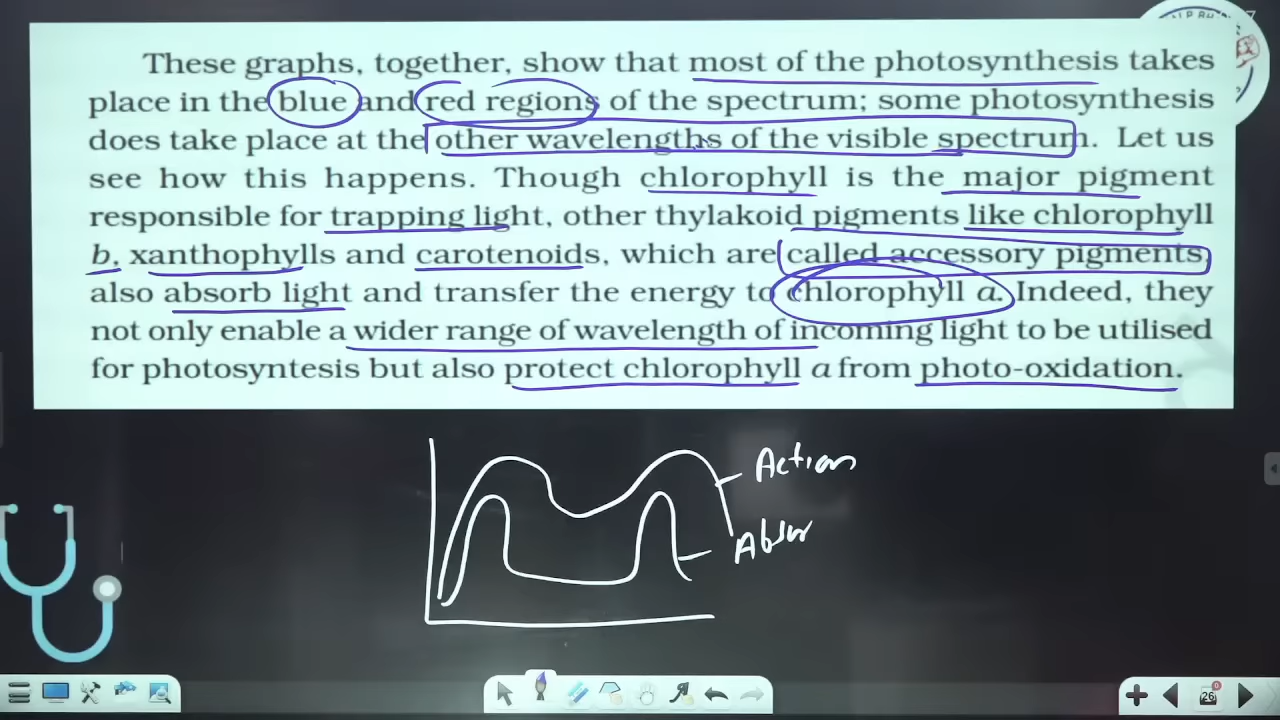 These graphs, together, show that most of the photosynthesis takes
place in the blue and red regions of the spectrum; some photosynthesis
does take place at the other wavelengths of the visible spectrum. Let us
see how this happens. Though chlorophyll is the major pigment
responsible for trapping light, other thylakoid pigments like chlorophyll
b, xanthophylls and carotenoids, which are called accessory pigments,
also absorb light and transfer the energy to chlorophyll a. Indeed, they
not only enable a wider range of wavelength of incoming light to be utilised
for photosyntesis but also protect chlorophyll a from photo-oxidation.
Action
Absor
26